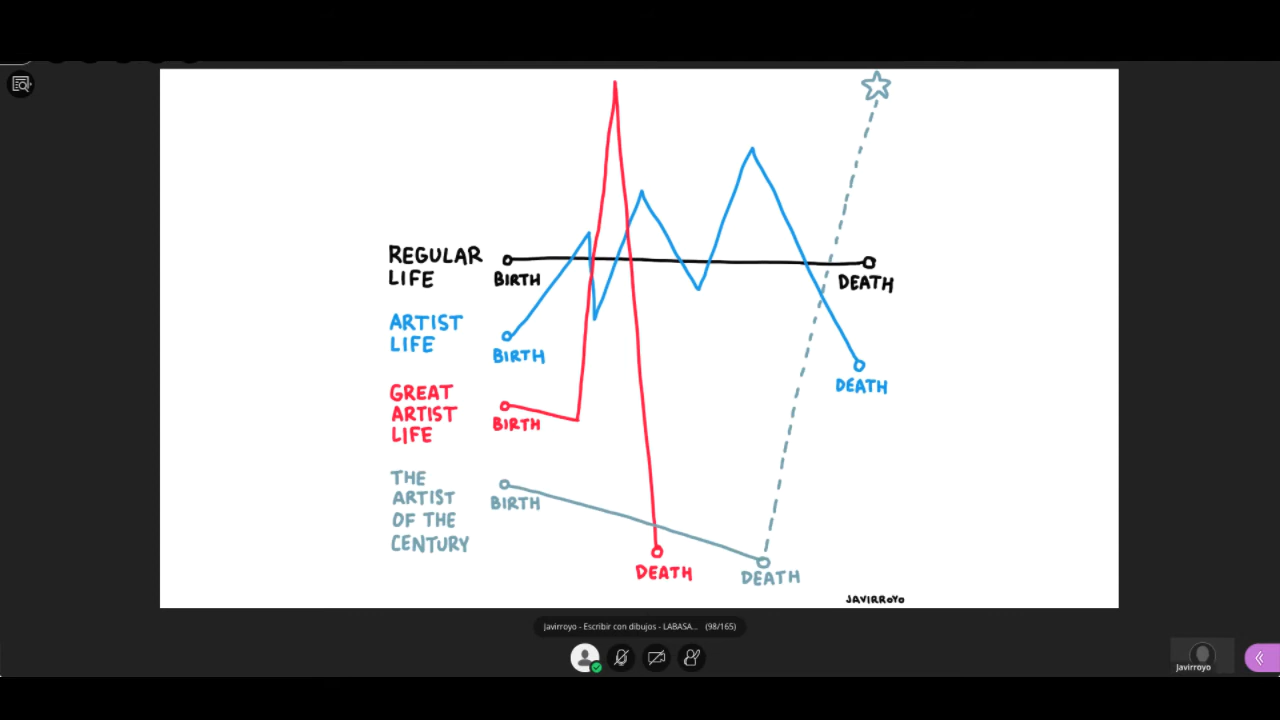 REGULAR
LIFE
BIRTH
DEATH
ARTIST
LIFE
BIRTH
DEATH
GREAT
ARTIST
LIFE
BIRTH
DEATH
THE
ARTIST
OF THE
CENTURY
BIRTH
DEATH
JAVIRROYO
Javirroyo - Escribir con dibujos - LABASA... (98/165)
Javirroyo